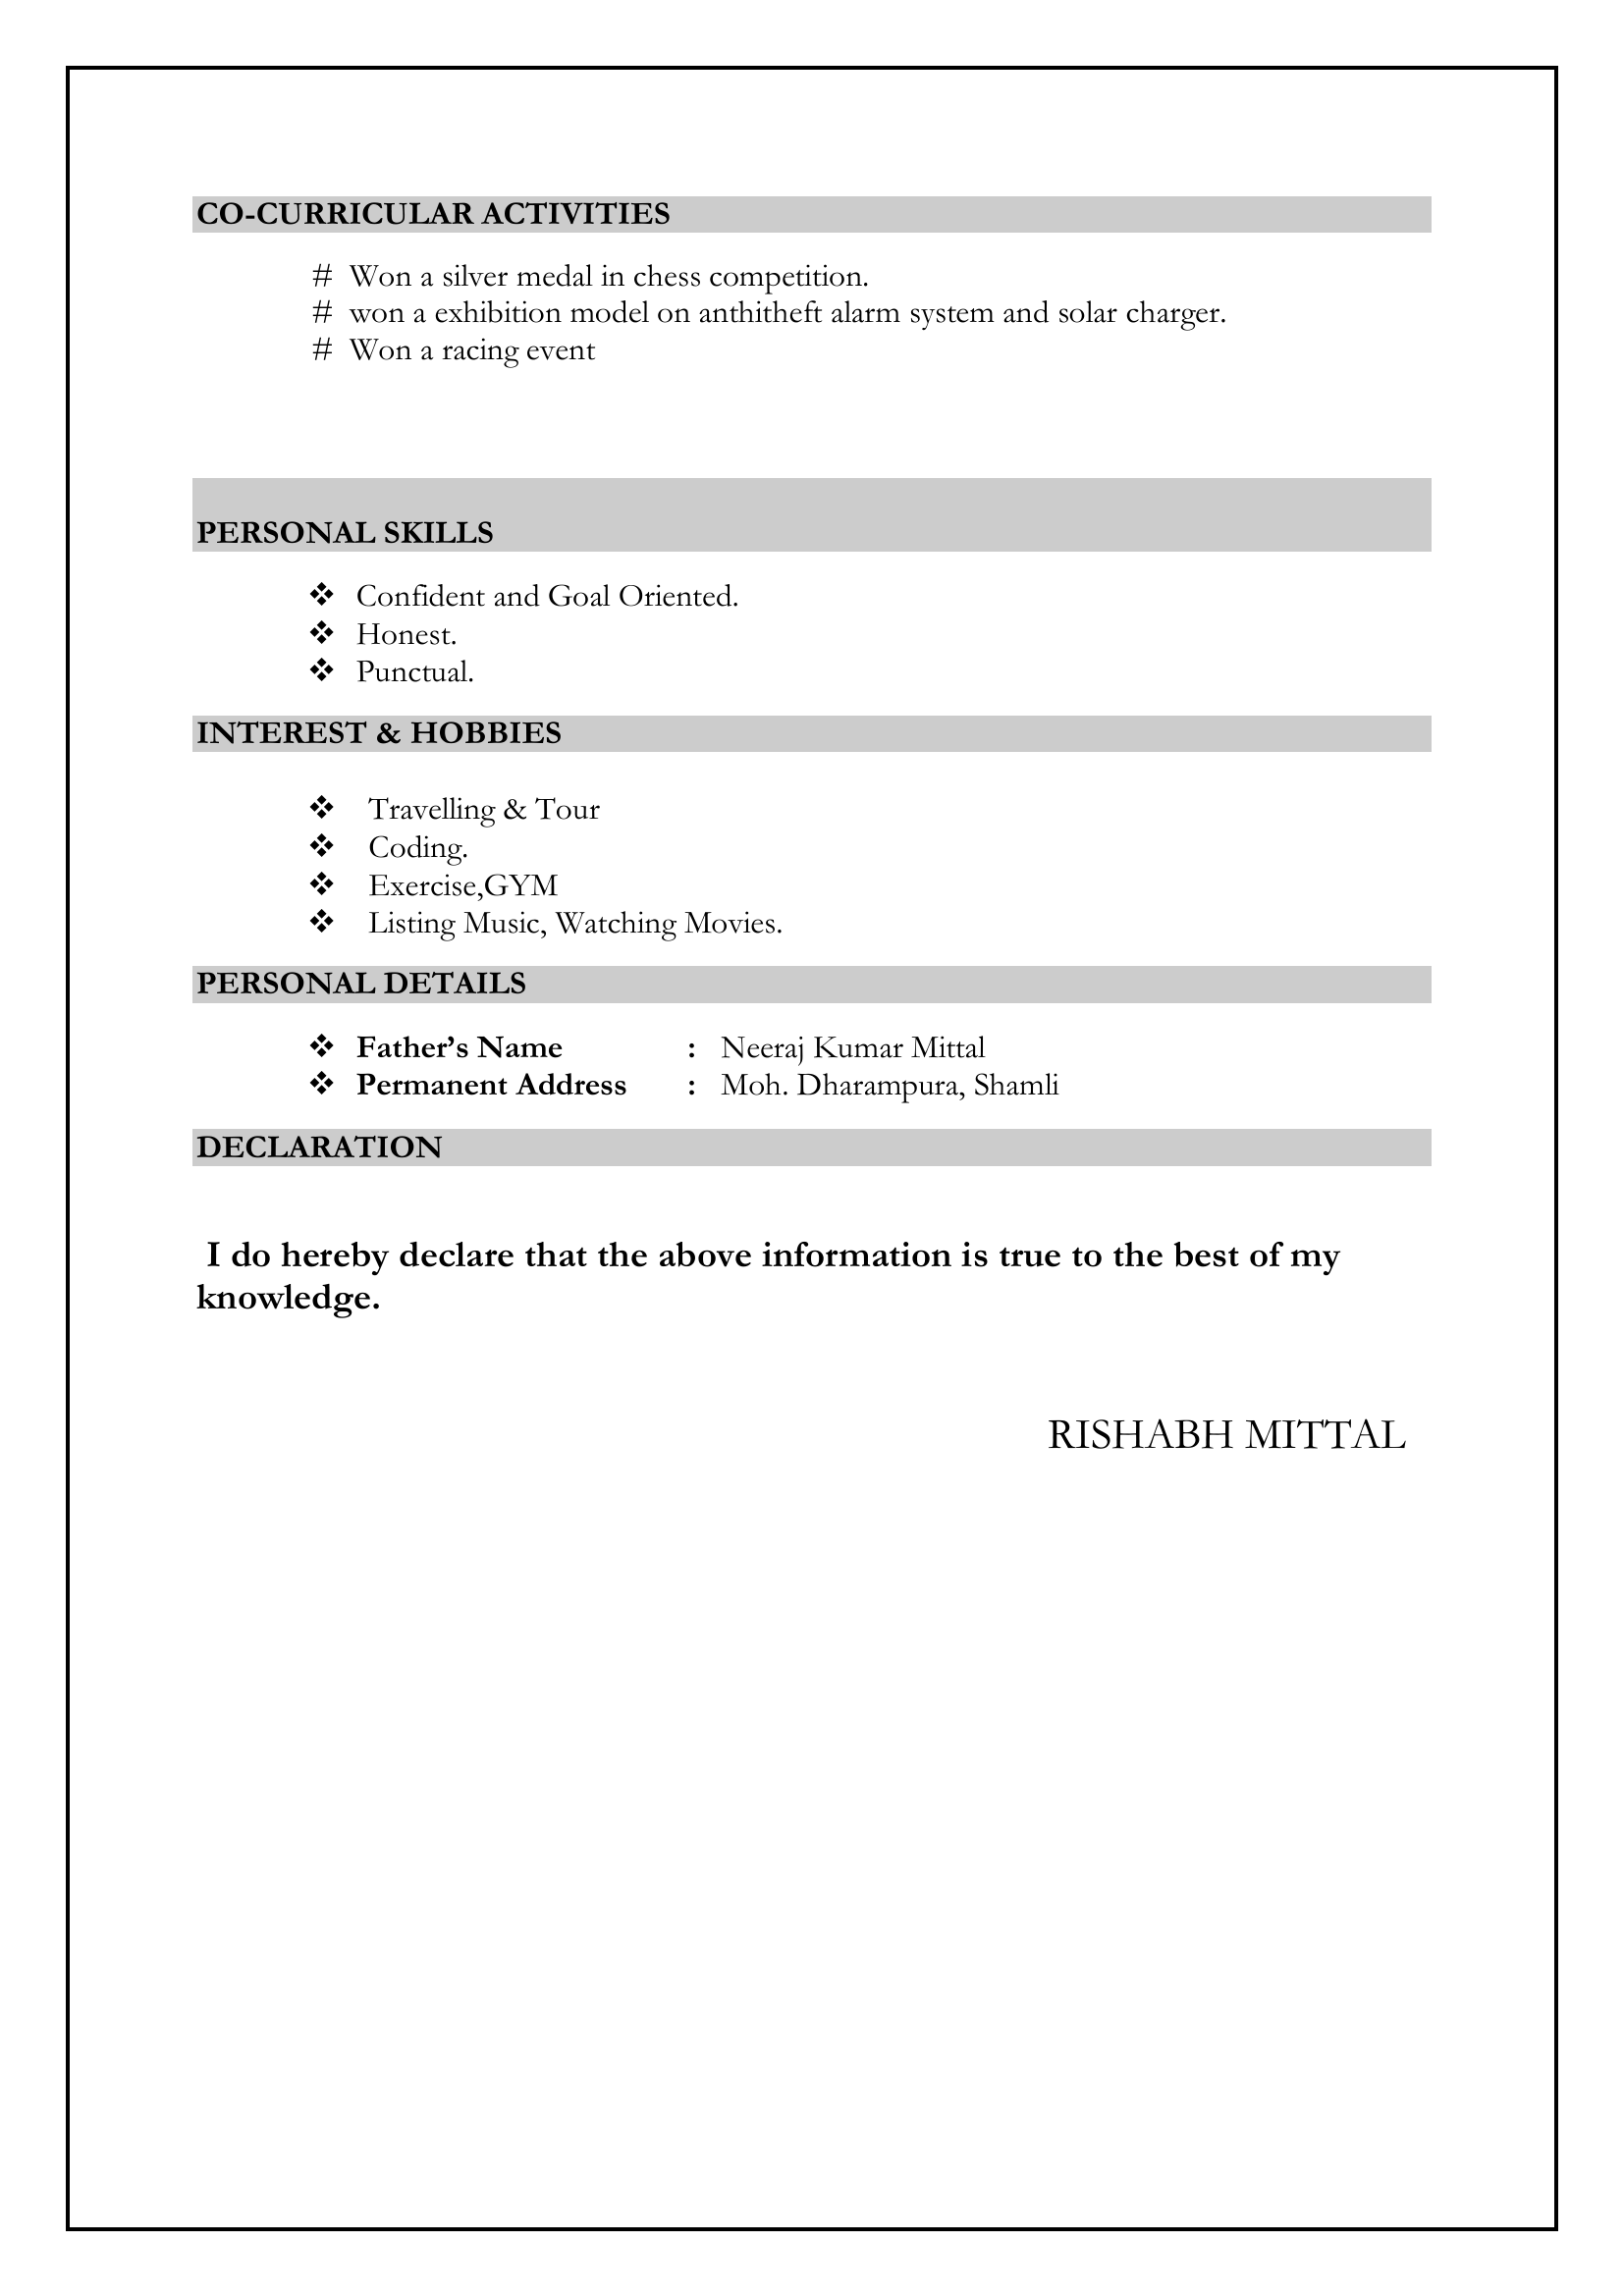 CO-CURRICULAR ACTIVITIES
# Won a silver medal in chess competition.
# won a exhibition model on anthitheft alarm system and solar charger.
# Won a racing event
PERSONAL SKILLS
❖ Confident and Goal Oriented.
❖ Honest.
❖ Punctual.
INTEREST & HOBBIES
❖ Travelling & Tour
❖ Coding.
❖ Exercise,GYM
❖ Listing Music, Watching Movies.
PERSONAL DETAILS
❖ Father’s Name : Neeraj Kumar Mittal
❖ Permanent Address : Moh. Dharampura, Shamli
DECLARATION
I do hereby declare that the above information is true to the best of my
knowledge.
RISHABH MITTAL